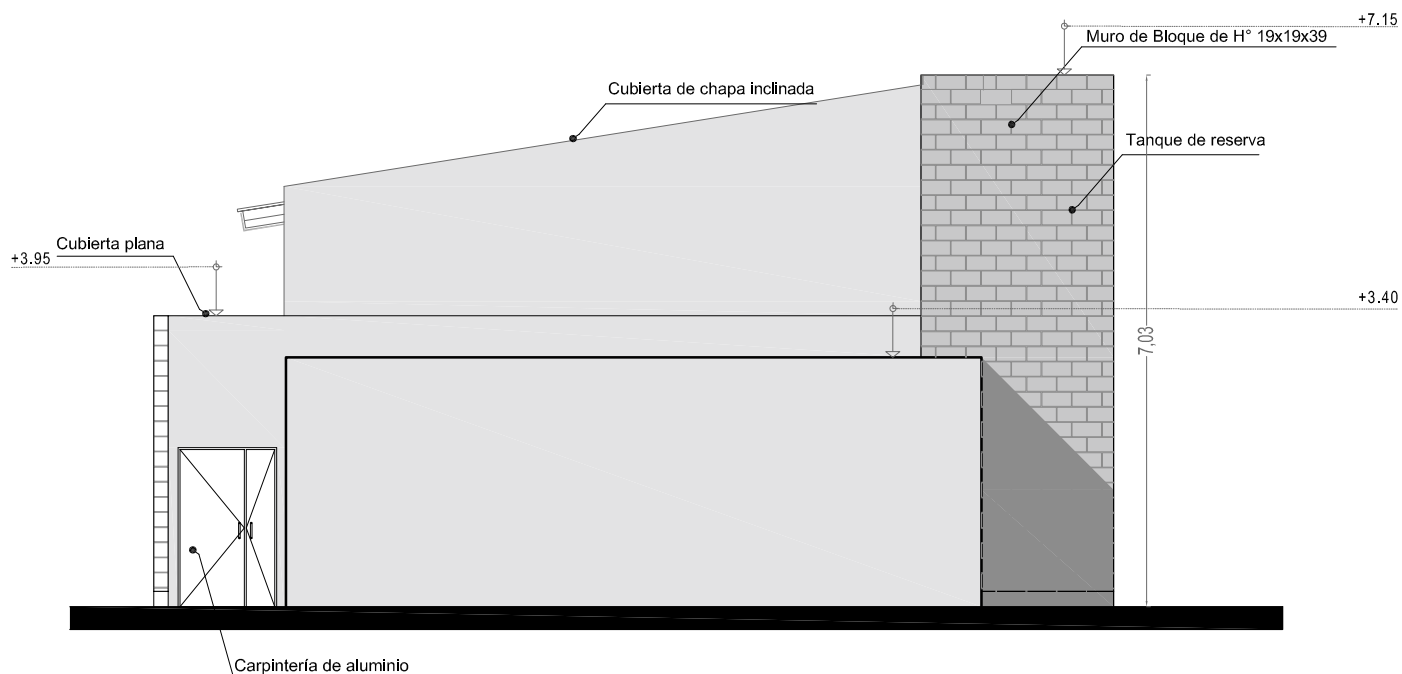 +7.15
Muro de Bloque de H° 19x19x39
Cubierta de chapa inclinada
Tanque de reserva
Cubierta plana
+3.95
+3.40
7,03
Carpintería de aluminio